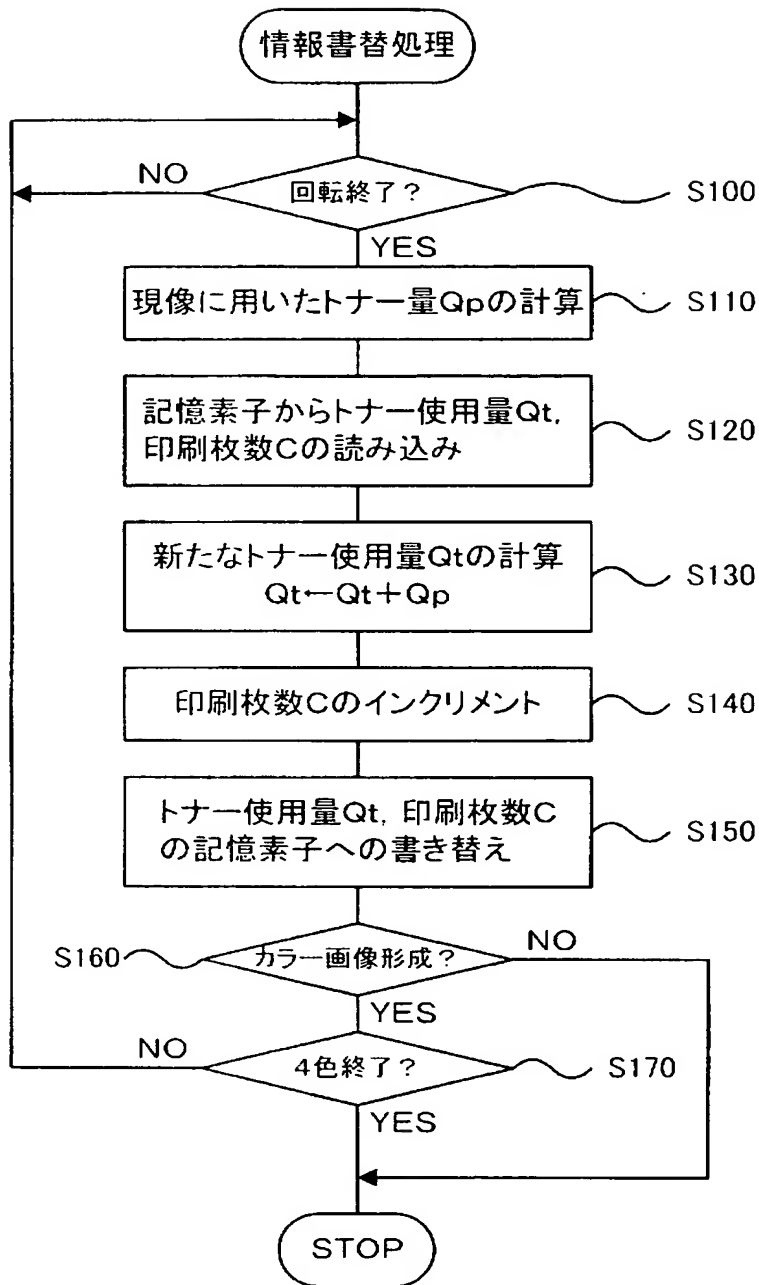 情報書替処理
NO
回転終了?
S100
YES
現像に用いたトナー量Qpの計算
S110
記憶素子からトナー使用量Qt,
印刷枚数Cの読み込み
S120
新たなトナー使用量Qtの計算
Qt←Qt+Qp
S130
印刷枚数Cのインクリメント
S140
トナー使用量Qt, 印刷枚数C
の記憶素子への書き替え
S150
S160
カラー画像形成?
NO
YES
NO
4色終了?
S170
YES
STOP